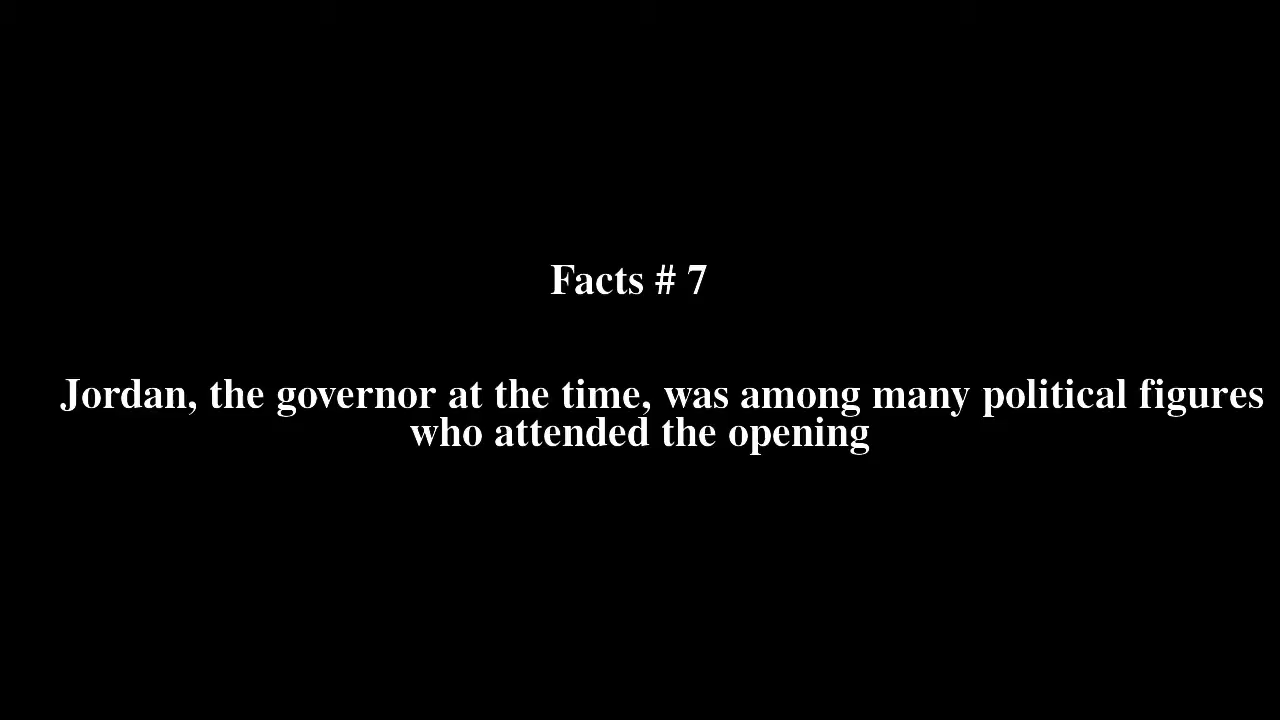 Facts # 7
Jordan, the governor at the time, was among many political figures
who attended the opening